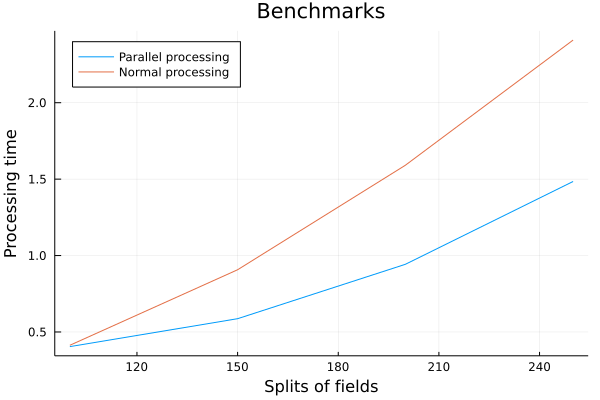 Benchmarks
Parallel processing
Normal processing
Processing time
2.0
1.5
1.0
0.5
120 150 180 210 240
Splits of fields